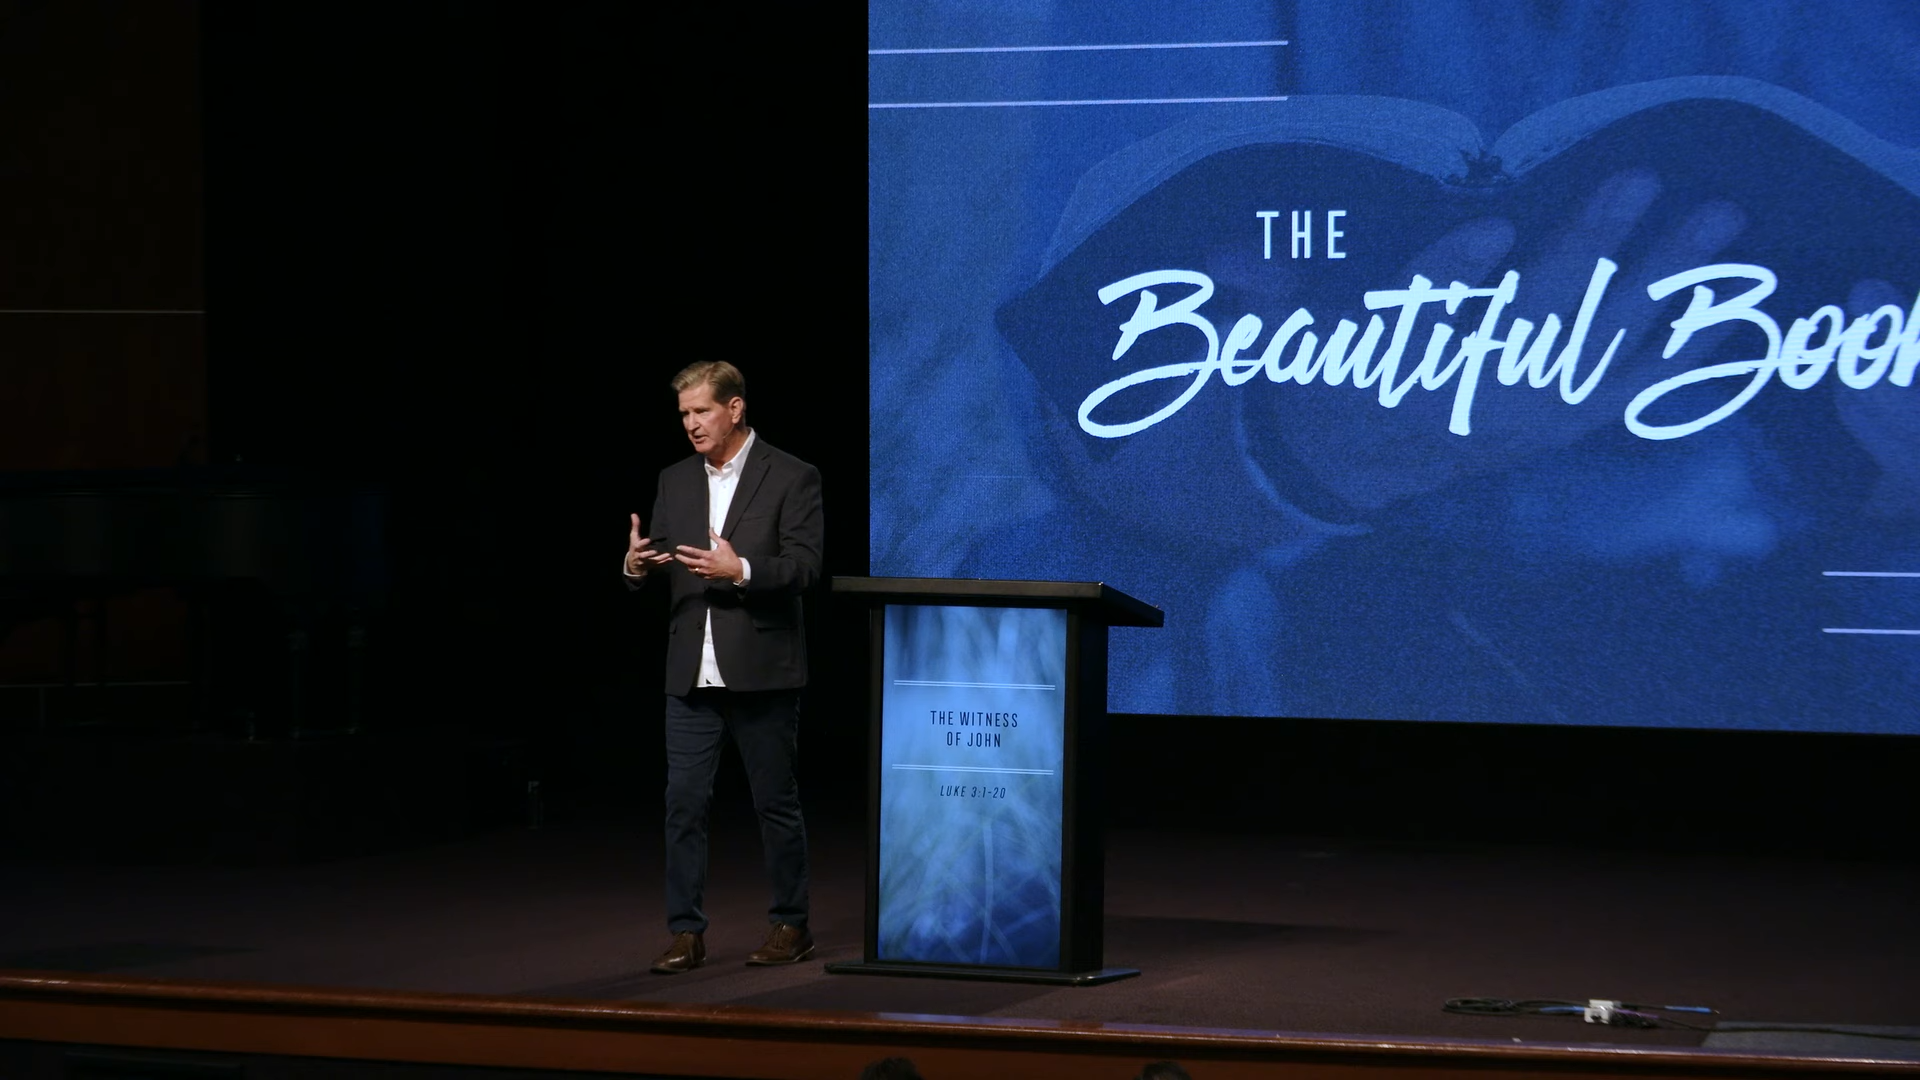 THE
Beautiful Book
THE WITNESS
OF JOHN
LUKE 3:1-20